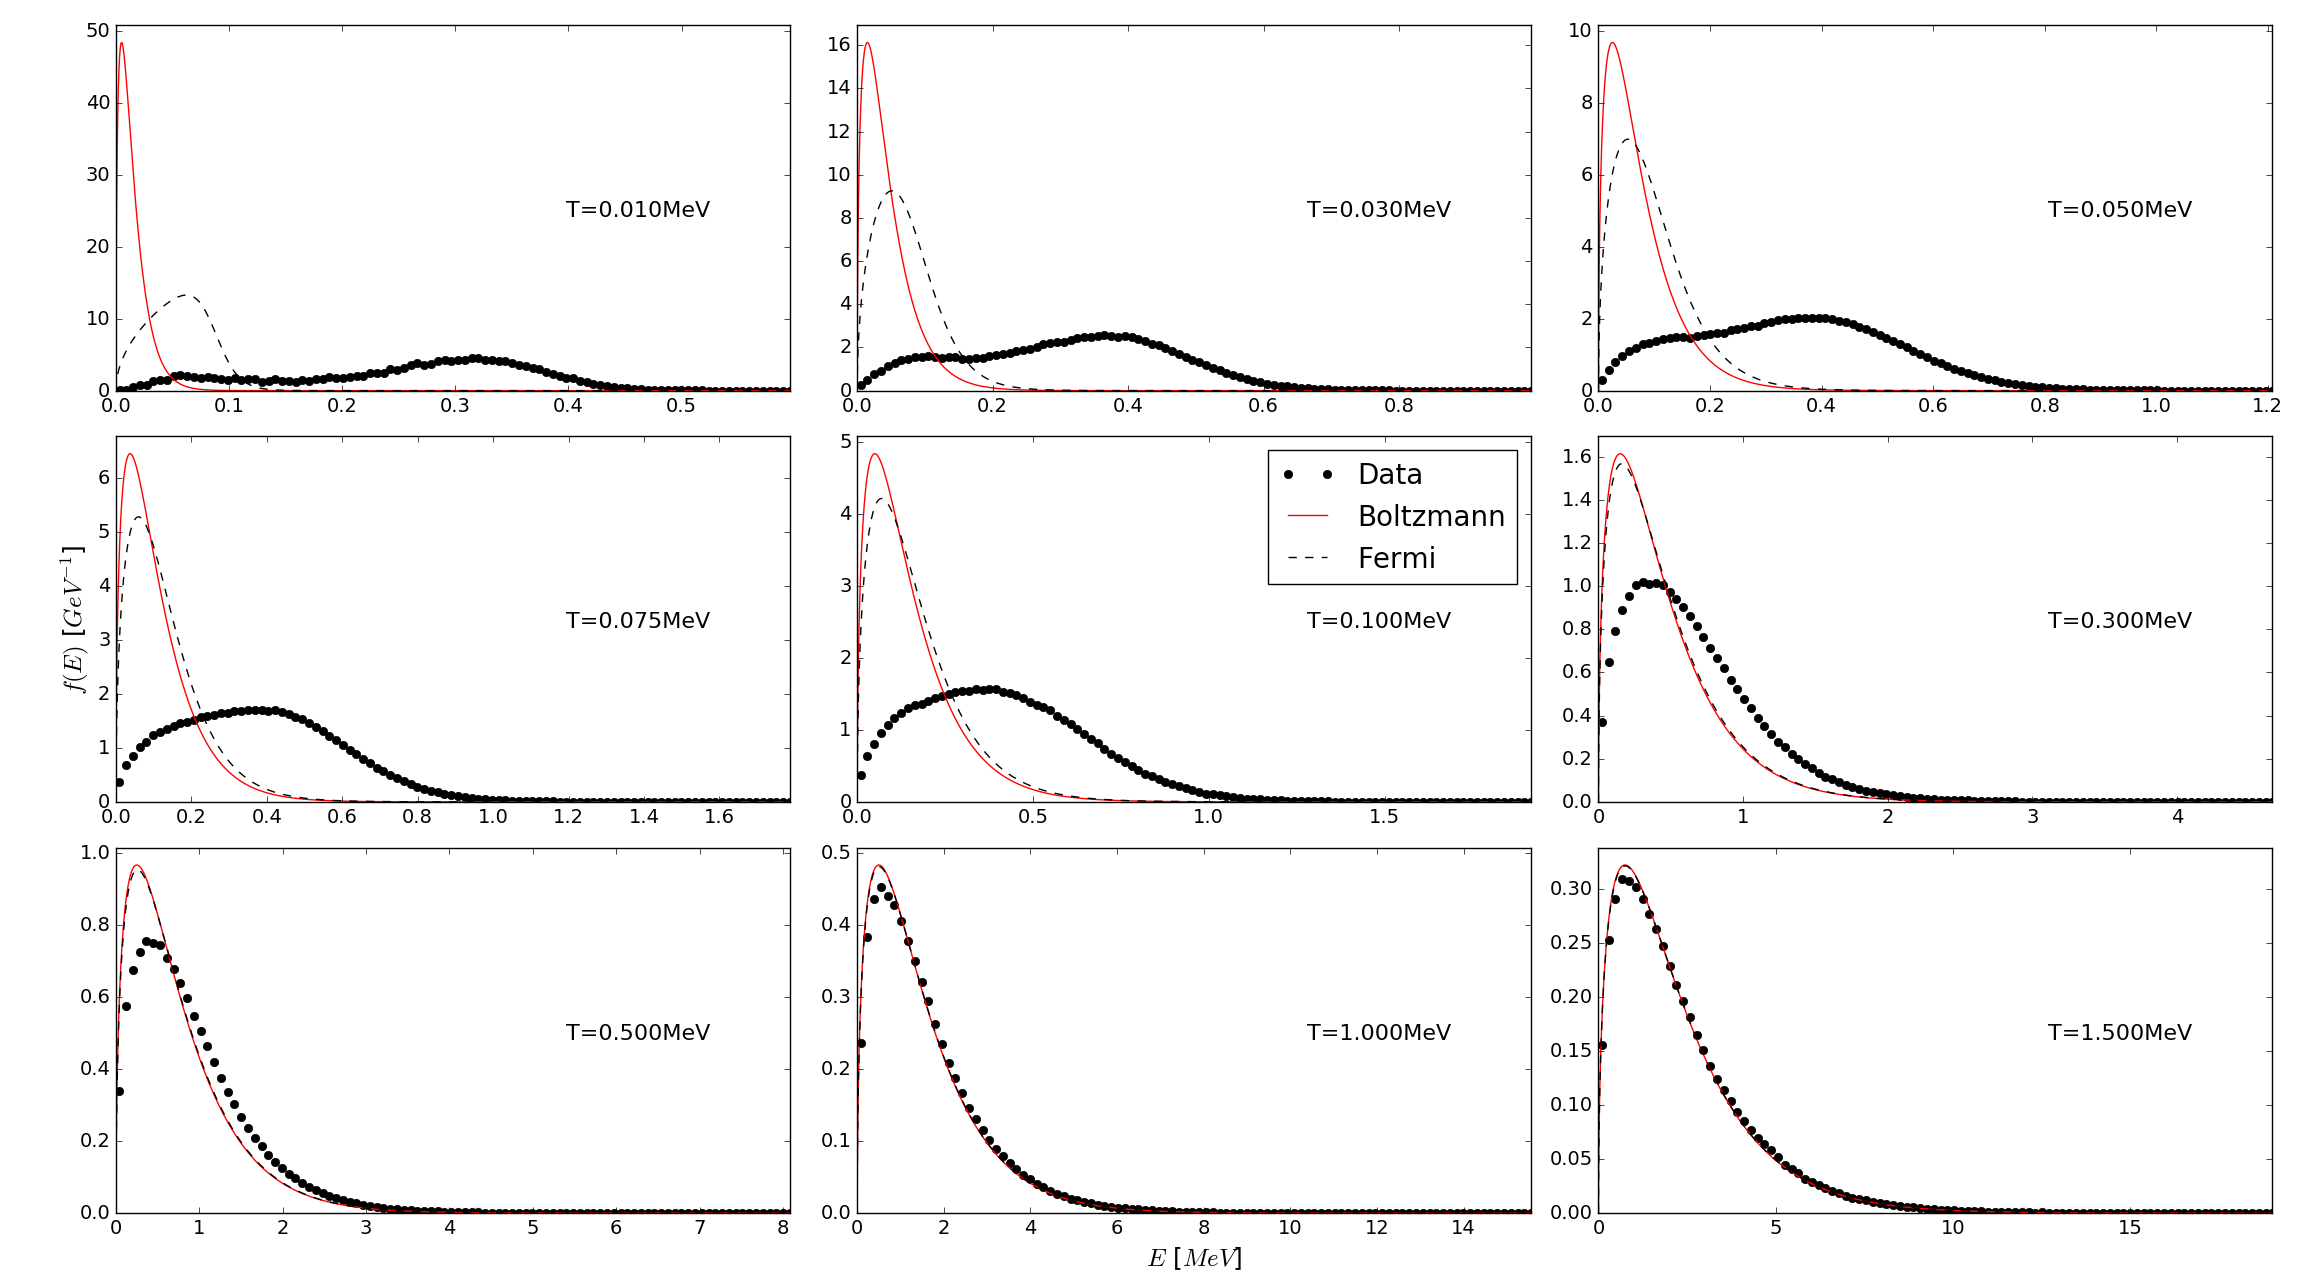 50
40
30
20
10
0
0.0 0.1 0.2 0.3 0.4 0.5
T=0.010MeV
16
14
12
10
8
6
4
2
0
0.0 0.2 0.4 0.6 0.8
T=0.030MeV
10
8
6
4
2
0
0.0 0.2 0.4 0.6 0.8 1.0 1.2
T=0.050MeV
f(E) [GeV⁻¹]
6
5
4
3
2
1
0
0.0 0.2 0.4 0.6 0.8 1.0 1.2 1.4 1.6
T=0.075MeV
5
4
3
2
1
0
0.0 0.5 1.0 1.5
Data
Boltzmann
Fermi
T=0.100MeV
1.6
1.4
1.2
1.0
0.8
0.6
0.4
0.2
0.0
0 1 2 3 4
T=0.300MeV
1.0
0.8
0.6
0.4
0.2
0.0
0 1 2 3 4 5 6 7 8
T=0.500MeV
0.5
0.4
0.3
0.2
0.1
0.0
0 2 4 6 8 10 12 14
T=1.000MeV
0.30
0.25
0.20
0.15
0.10
0.05
0.00
0 5 10 15
T=1.500MeV
E [MeV]